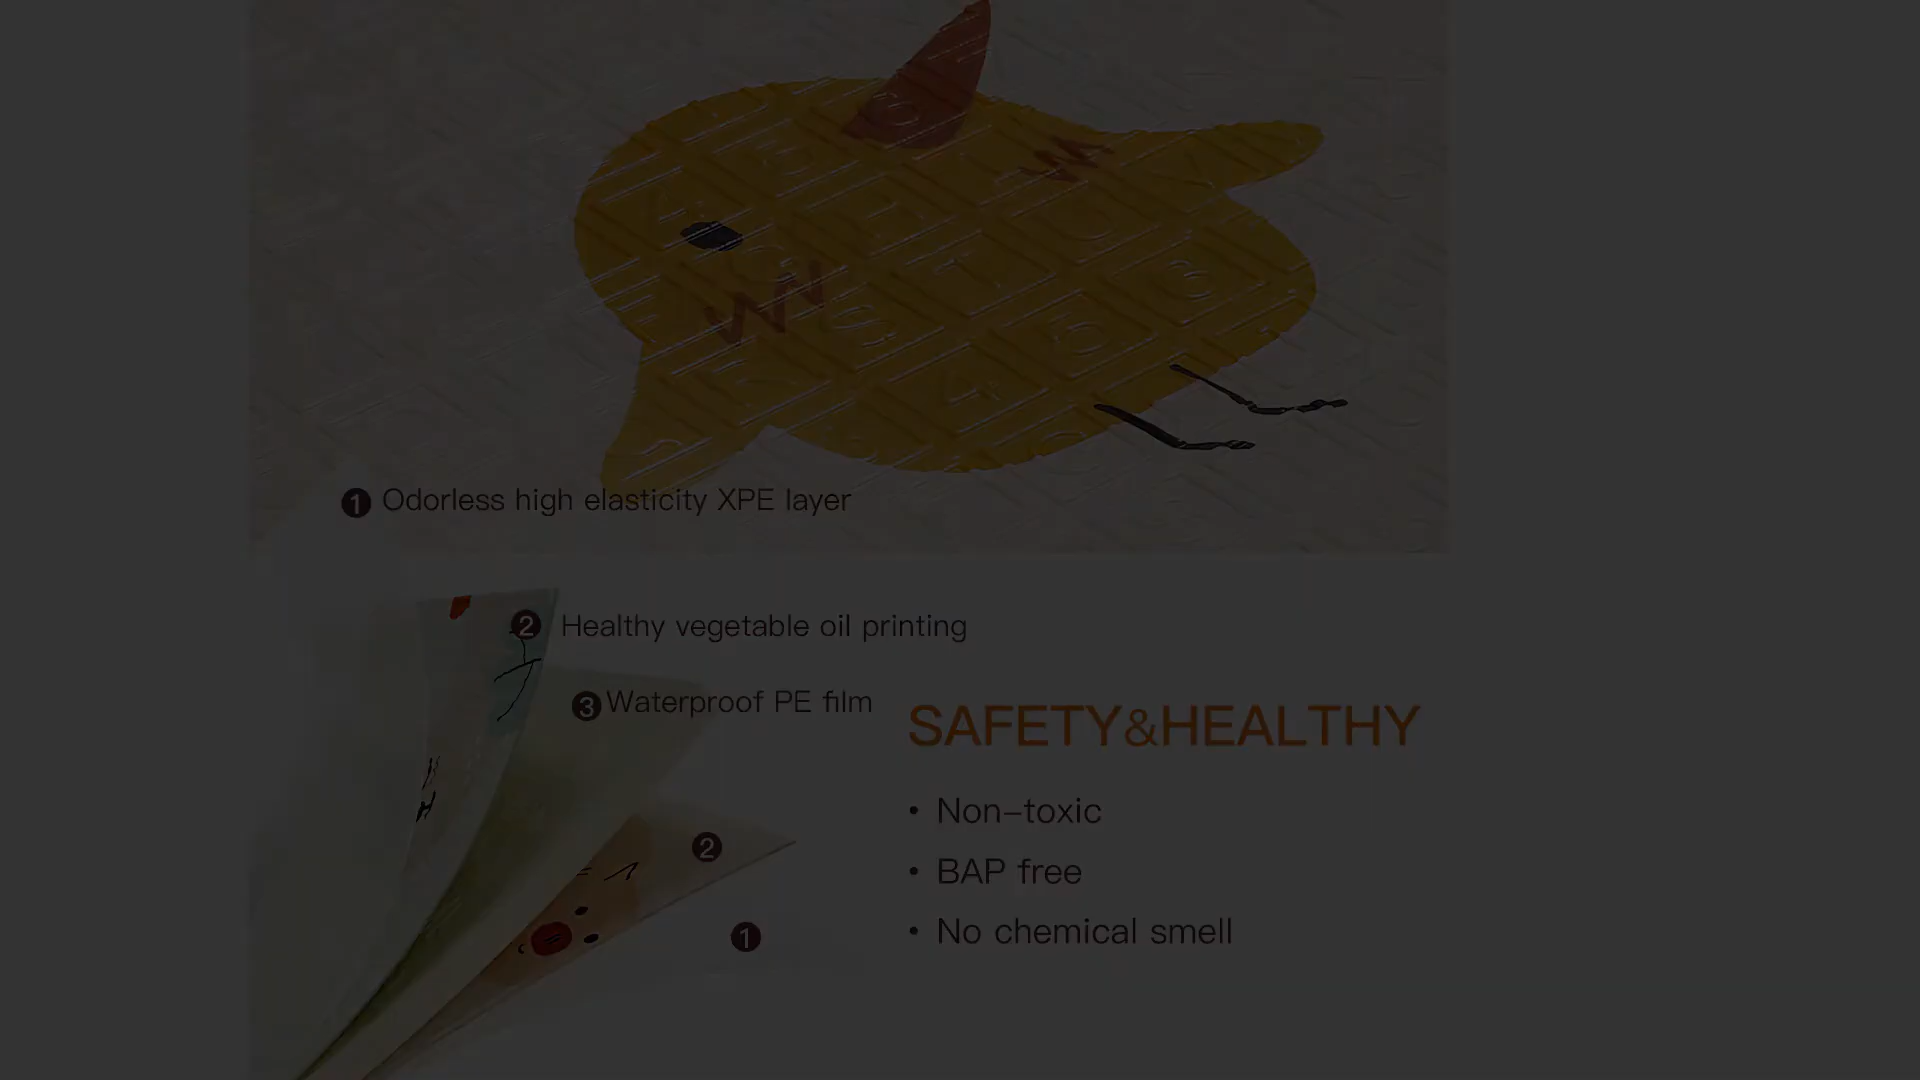 1 Odorless high elasticity XPE layer
2 Healthy vegetable oil printing
3 Waterproof PE film
SAFETY&HEALTHY
• Non-toxic
2
• BAP free
• No chemical smell
1